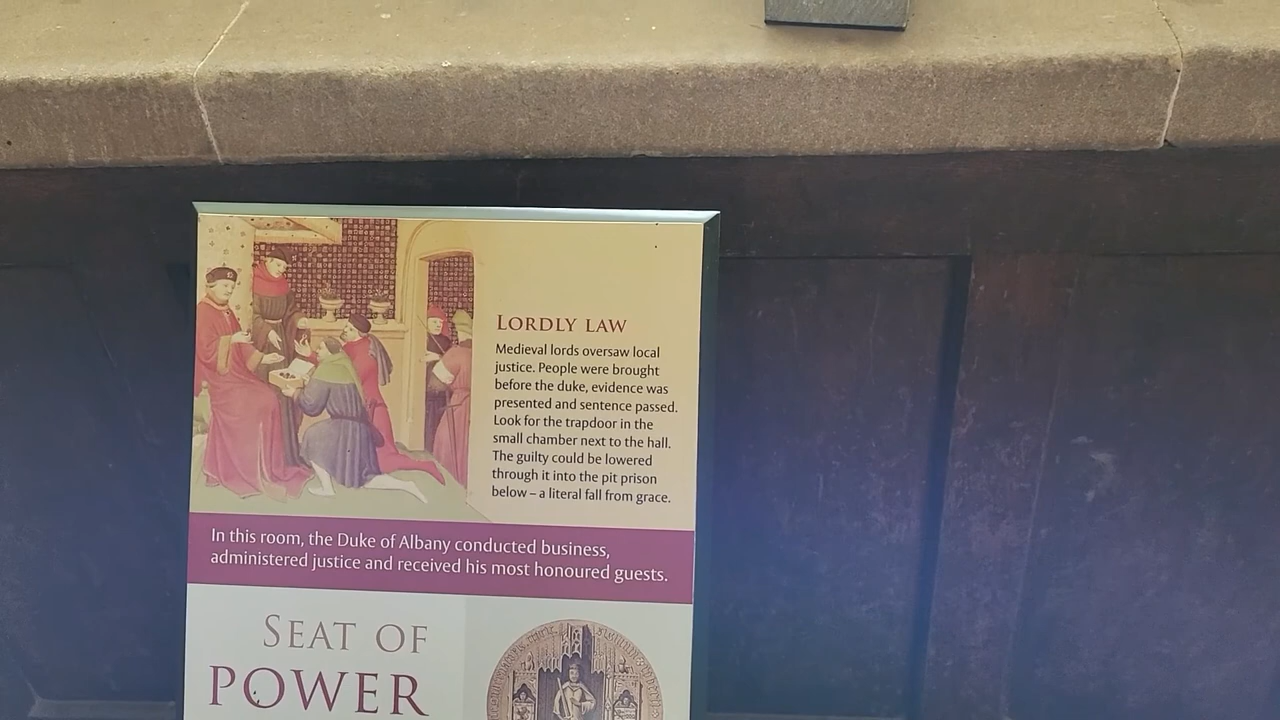 LORDLY LAW
Medieval lords oversaw local
justice. People were brought
before the duke, evidence was
presented and sentence passed.
Look for the trapdoor in the
small chamber next to the hall.
The guilty could be lowered
through it into the pit prison
below – a literal fall from grace.
In this room, the Duke of Albany conducted business,
administered justice and received his most honoured guests.
SEAT OF
POWER